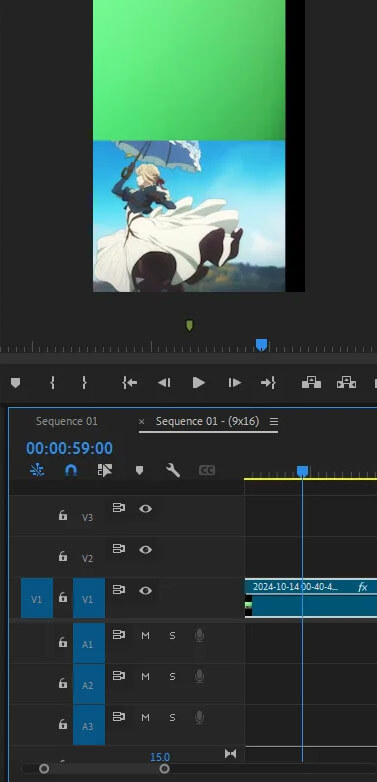 Sequence 01
× Sequence 01 - (9x16)
00:00:59:00
V3
V2
V1 V1
2024-10-14 00-40-4... fx
A1 M S
A2 M S
A3 M S
15.0